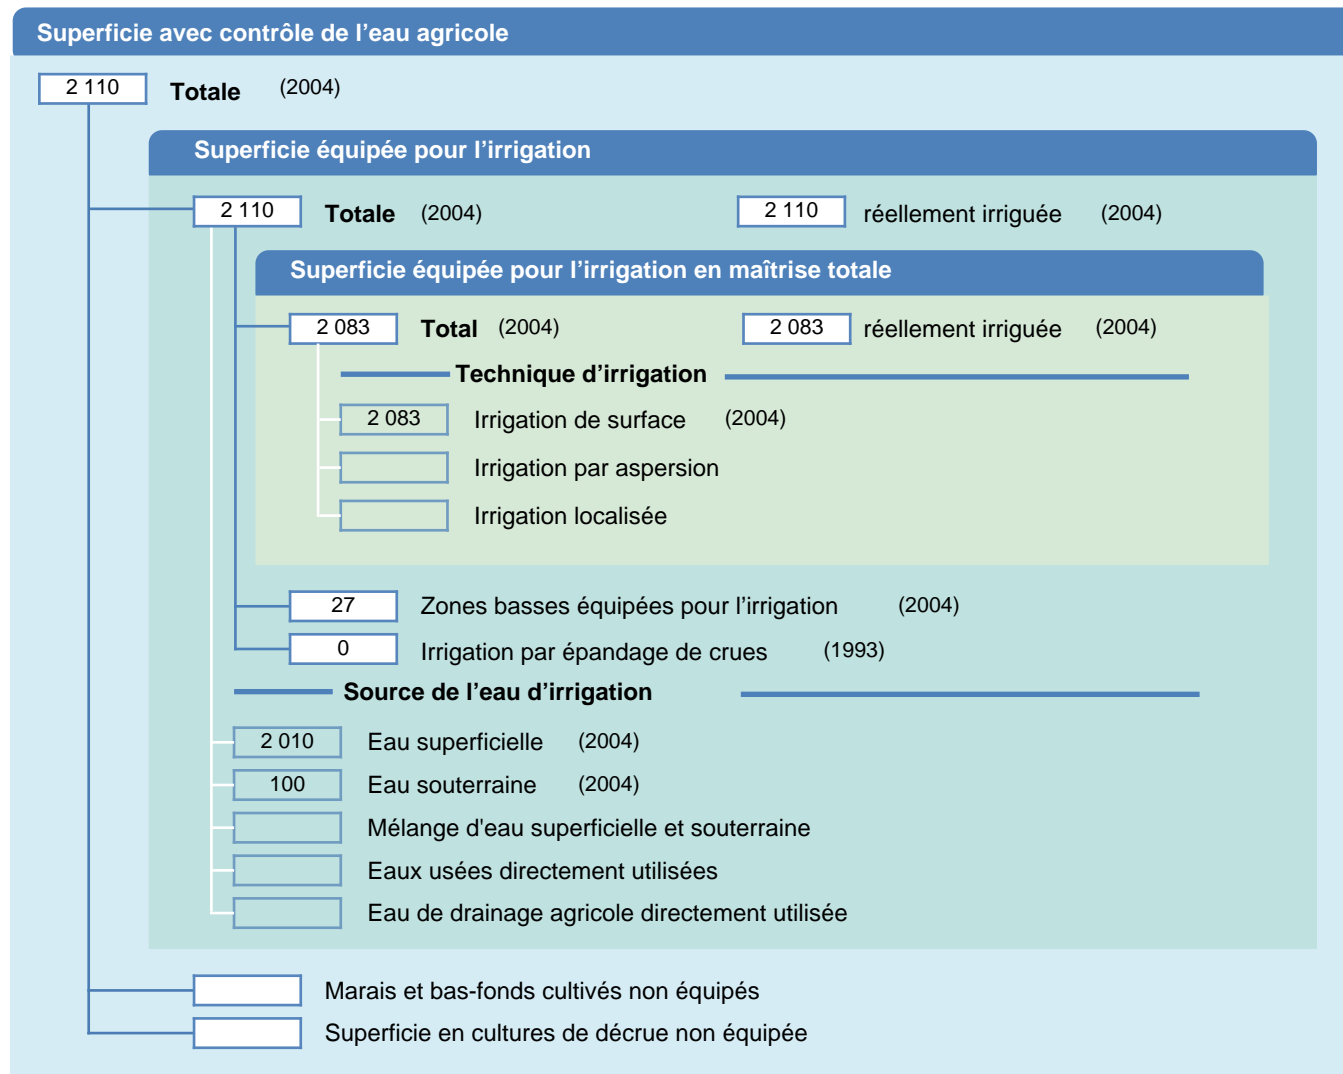 Superficie avec contrôle de l'eau agricole
2 110 Totale (2004)
Superficie équipée pour l'irrigation
2 110 Totale (2004) 2 110 réellement irriguée (2004)
Superficie équipée pour l'irrigation en maîtrise totale
2 083 Total (2004) 2 083 réellement irriguée (2004)
Technique d'irrigation
2 083 Irrigation de surface (2004)
Irrigation par aspersion
Irrigation localisée
27 Zones basses équipées pour l'irrigation (2004)
0 Irrigation par épandage de crues (1993)
Source de l'eau d'irrigation
2 010 Eau superficielle (2004)
100 Eau souterraine (2004)
Mélange d'eau superficielle et souterraine
Eaux usées directement utilisées
Eau de drainage agricole directement utilisée
Marais et bas-fonds cultivés non équipés
Superficie en cultures de décrue non équipée